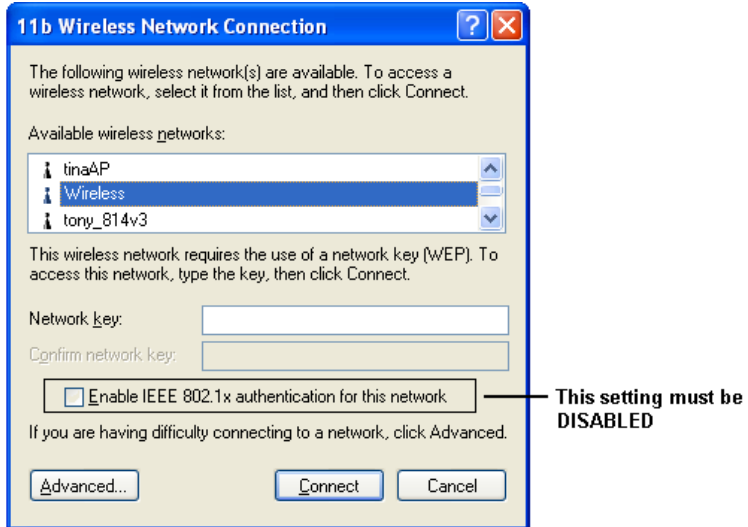 11b Wireless Network Connection
The following wireless network(s) are available. To access a
wireless network, select it from the list, and then click Connect.
Available wireless networks:
tinaAP
Wireless
tony_814v3
This wireless network requires the use of a network key (WEP). To
access this network, type the key, then click Connect.
Network key:
Confirm network key:
Enable IEEE 802.1x authentication for this network
This setting must be
DISABLED
If you are having difficulty connecting to a network, click Advanced.
Advanced...
Connect
Cancel